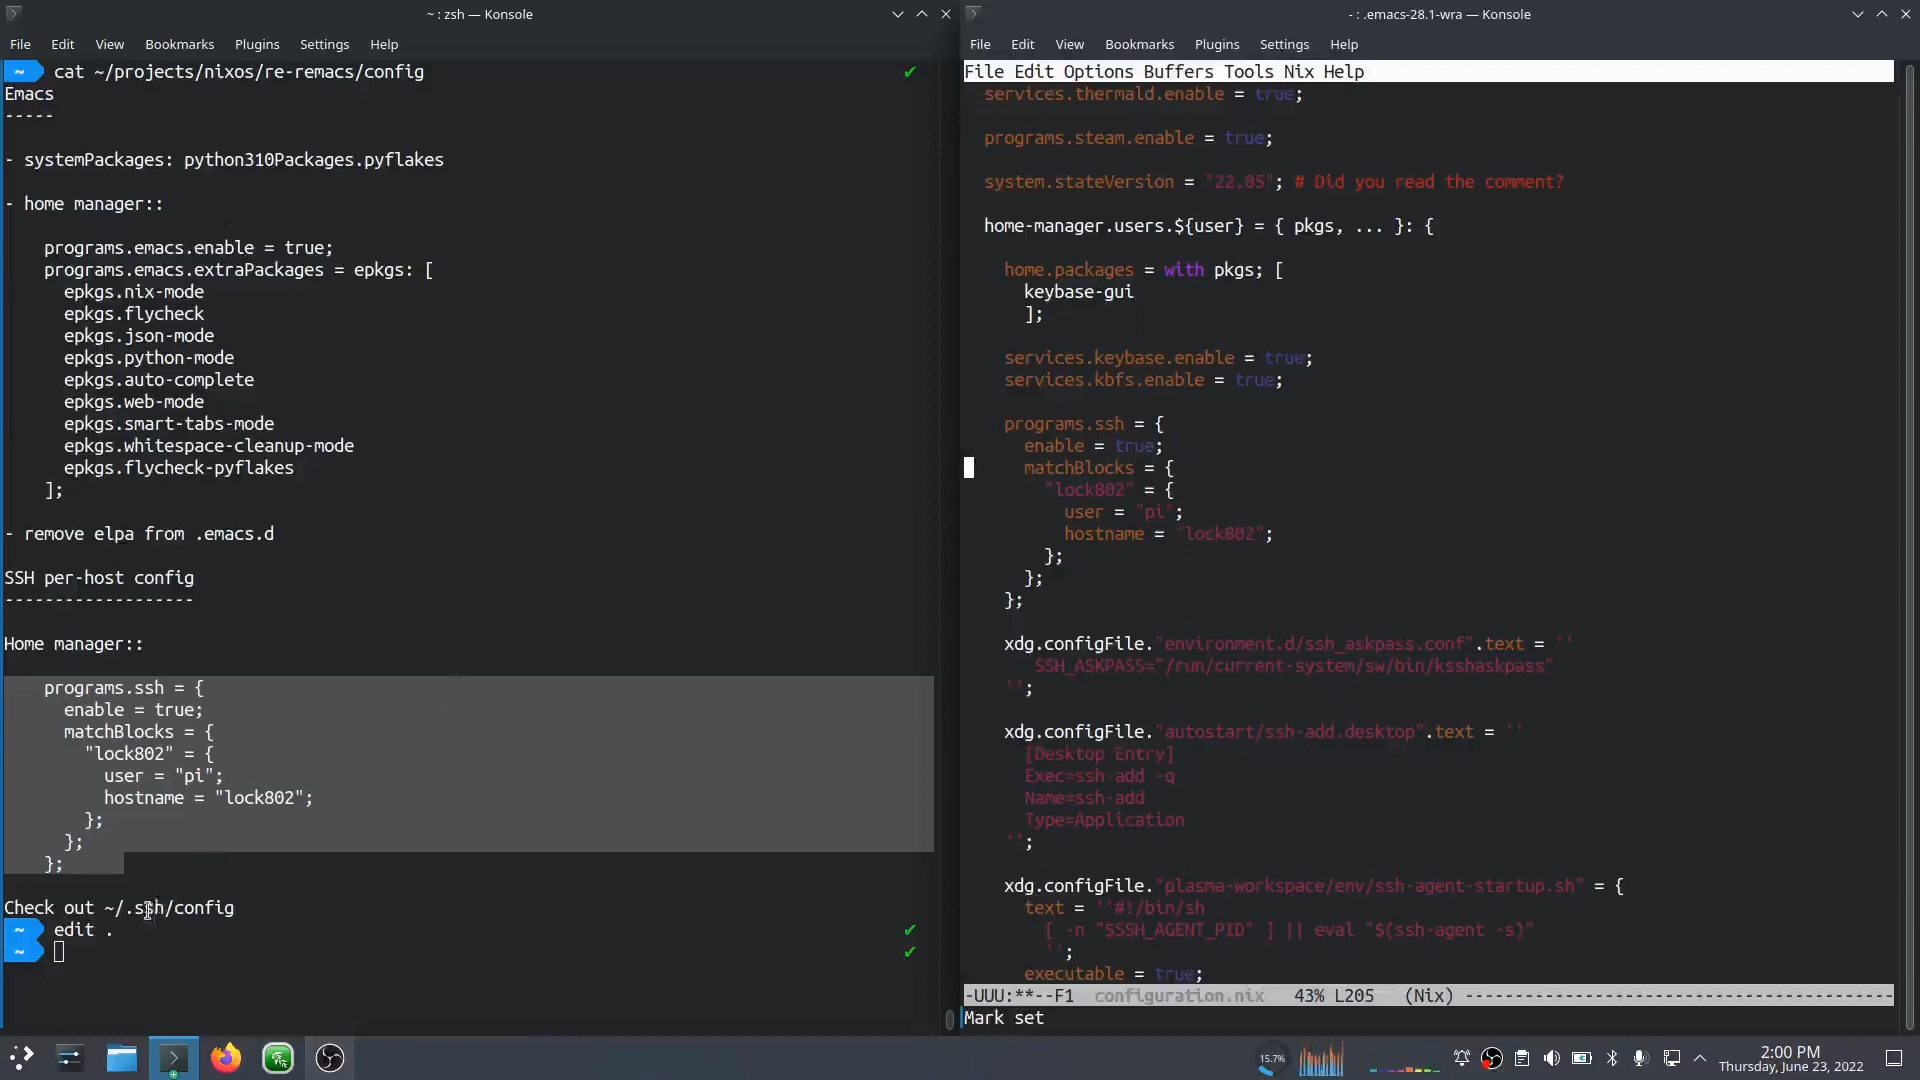 ~ : zsh — Konsole
File Edit View Bookmarks Plugins Settings Help
~ cat ~/projects/nixos/re-remacs/config ✔
Emacs
-----
- systemPackages: python310Packages.pyflakes
- home manager::
programs.emacs.enable = true;
programs.emacs.extraPackages = epkgs: [
epkgs.nix-mode
epkgs.flycheck
epkgs.json-mode
epkgs.python-mode
epkgs.auto-complete
epkgs.web-mode
epkgs.smart-tabs-mode
epkgs.whitespace-cleanup-mode
epkgs.flycheck-pyflakes
];
- remove elpa from .emacs.d
SSH per-host config
-------------------
Home manager::
programs.ssh = {
enable = true;
matchBlocks = {
"lock802" = {
user = "pi";
hostname = "lock802";
};
};
};
Check out ~/.ssh/config
~ edit . ✔
~ ✔
- : .emacs-28.1-wra — Konsole
File Edit View Bookmarks Plugins Settings Help
File Edit Options Buffers Tools Nix Help
services.thermald.enable = true;
programs.steam.enable = true;
system.stateVersion = "22.05"; # Did you read the comment?
home-manager.users.${user} = { pkgs, ... }: {
home.packages = with pkgs; [
keybase-gui
];
services.keybase.enable = true;
services.kbfs.enable = true;
programs.ssh = {
enable = true;
matchBlocks = {
"lock802" = {
user = "pi";
hostname = "lock802";
};
};
};
xdg.configFile."environment.d/ssh_askpass.conf".text = ''
SSH_ASKPASS="/run/current-system/sw/bin/ksshaskpass"
'';
xdg.configFile."autostart/ssh-add.desktop".text = ''
[Desktop Entry]
Exec=ssh-add -q
Name=ssh-add
Type=Application
'';
xdg.configFile."plasma-workspace/env/ssh-agent-startup.sh" = {
text = ''#!/bin/sh
[ -n "$SSH_AGENT_PID" ] || eval "$(ssh-agent -s)"
'';
executable = true;
-UUU:**--F1 configuration.nix 43% L205 (Nix) -------------------------------------------
Mark set
15.7%
2:00 PM
Thursday, June 23, 2022